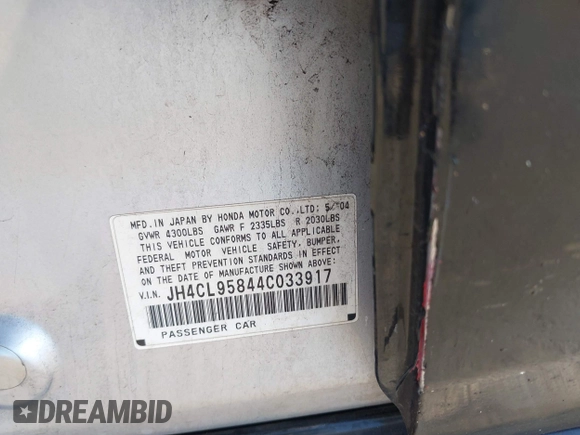 MFD. IN JAPAN BY HONDA MOTOR CO.,LTD: 5/04
GVWR 4300LBS GAWR F 2335LBS R 2030LBS
THIS VEHICLE CONFORMS TO ALL APPLICABLE
FEDERAL MOTOR VEHICLE SAFETY, BUMPER,
AND THEFT PREVENTION STANDARDS IN EFFECT
ON THE DATE OF MANUFACTURE SHOWN ABOVE.
V.I.N. JH4CL95844C033917
PASSENGER CAR
DREAMBID